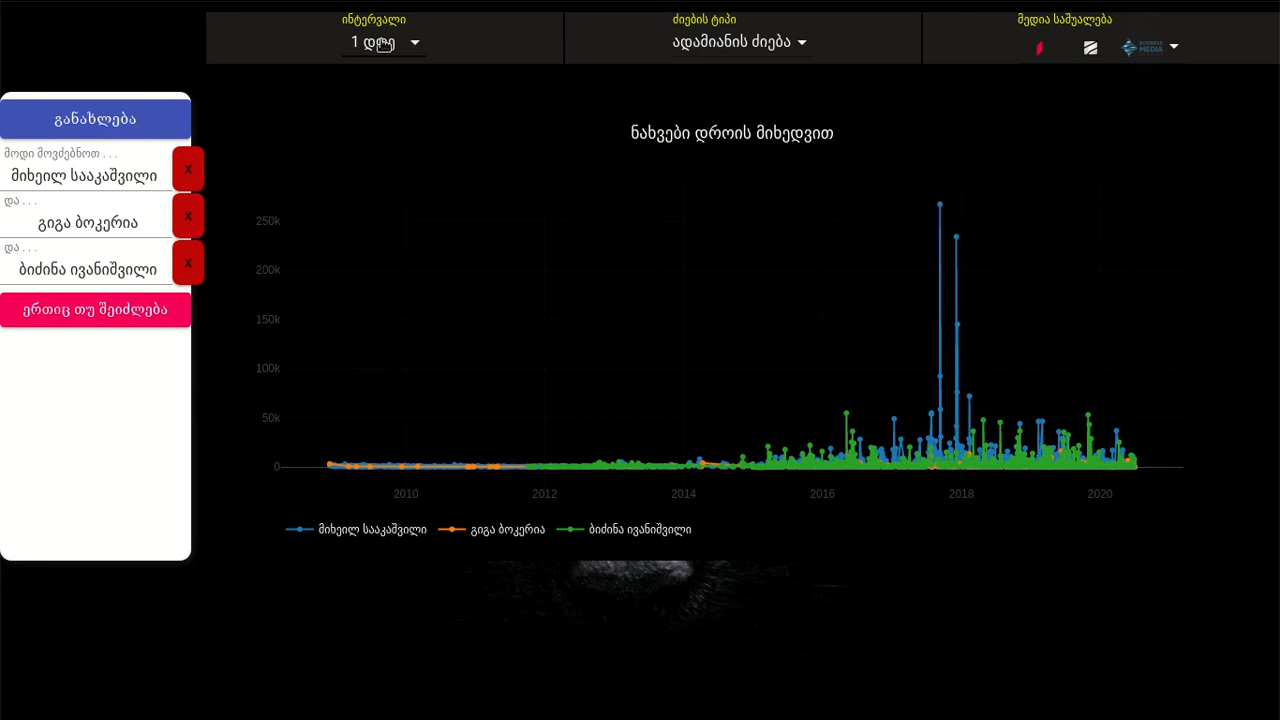 ინტერვალი
1 დღე
ძიების ტიპი
ადამიანის ძიება
მედია საშუალება
BUSINESS
MEDIA
განახლება
მოდი მოვძებნოთ . . .
მიხეილ სააკაშვილი
X
და . . .
გიგა ბოკერია
X
და . . .
ბიძინა ივანიშვილი
X
ერთიც თუ შეიძლება
ნახვები დროის მიხედვით
250k
200k
150k
100k
50k
0
2010
2012
2014
2016
2018
2020
მიხეილ სააკაშვილი
გიგა ბოკერია
ბიძინა ივანიშვილი